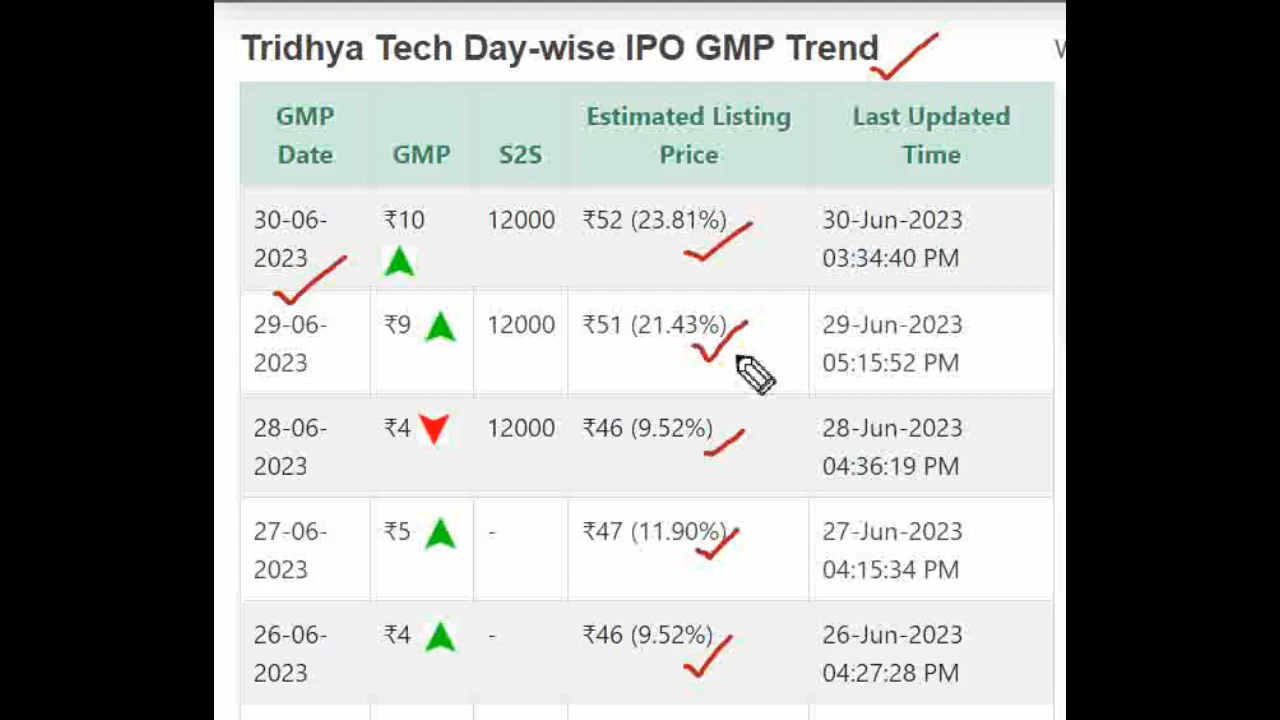 Tridhya Tech Day-wise IPO GMP Trend
GMP Date GMP S2S Estimated Listing Price Last Updated Time
30-06-2023 ₹10 12000 ₹52 (23.81%) 30-Jun-2023 03:34:40 PM
29-06-2023 ₹9 12000 ₹51 (21.43%) 29-Jun-2023 05:15:52 PM
28-06-2023 ₹4 12000 ₹46 (9.52%) 28-Jun-2023 04:36:19 PM
27-06-2023 ₹5 - ₹47 (11.90%) 27-Jun-2023 04:15:34 PM
26-06-2023 ₹4 - ₹46 (9.52%) 26-Jun-2023 04:27:28 PM